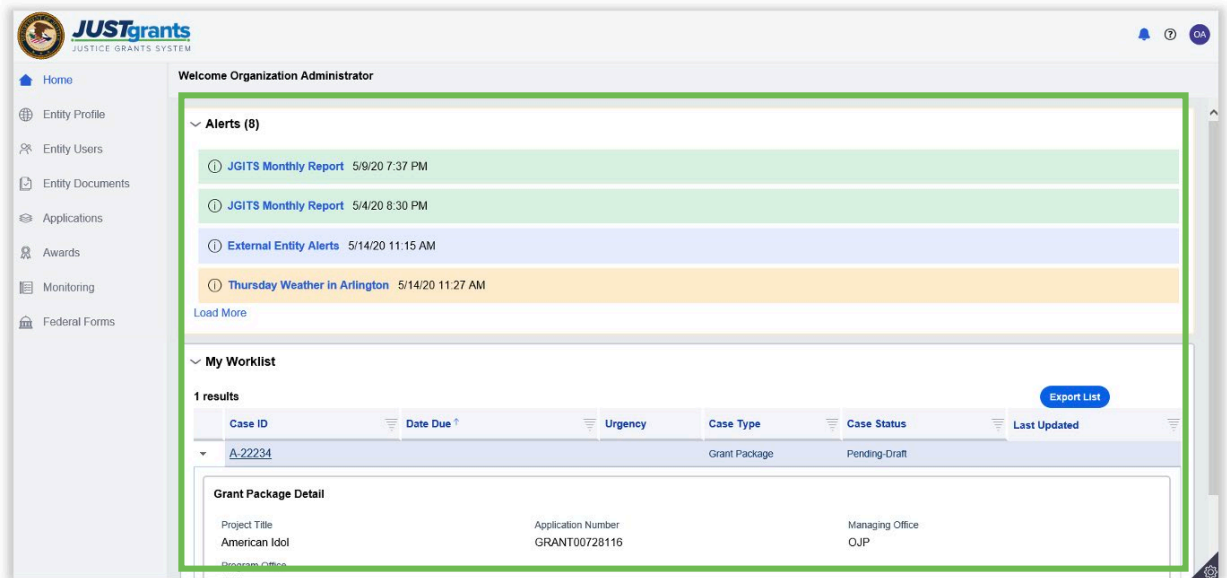 JUSTgrants
JUSTICE GRANTS SYSTEM
OA
Home
Entity Profile
Entity Users
Entity Documents
Applications
Awards
Monitoring
Federal Forms
Welcome Organization Administrator
Alerts (8)
JGITS Monthly Report 5/9/20 7:37 PM
JGITS Monthly Report 5/4/20 8:30 PM
External Entity Alerts 5/14/20 11:15 AM
Thursday Weather in Arlington 5/14/20 11:27 AM
Load More
My Worklist
1 results
Export List
Case ID Date Due ↑ Urgency Case Type Case Status Last Updated
A-22234 Grant Package Pending-Draft
Grant Package Detail
Project Title Application Number Managing Office
American Idol GRANT00728116 OJP
Program Office